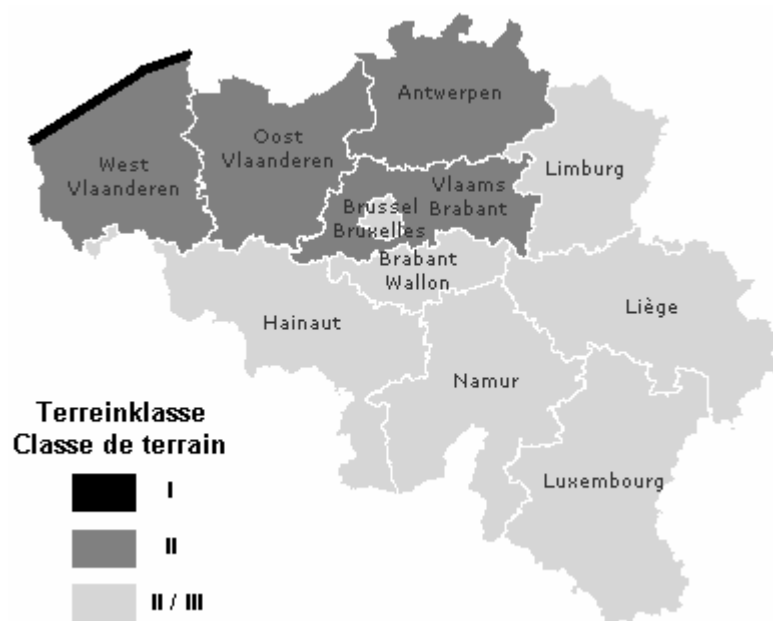 Antwerpen
Oost
Vlaanderen
West
Vlaanderen
Limburg
Vlaams
Brabant
Brussel
Bruxelles
Brabant
Wallon
Hainaut
Liège
Namur
Luxembourg
Terreinklasse
Classe de terrain
I
II
II / III